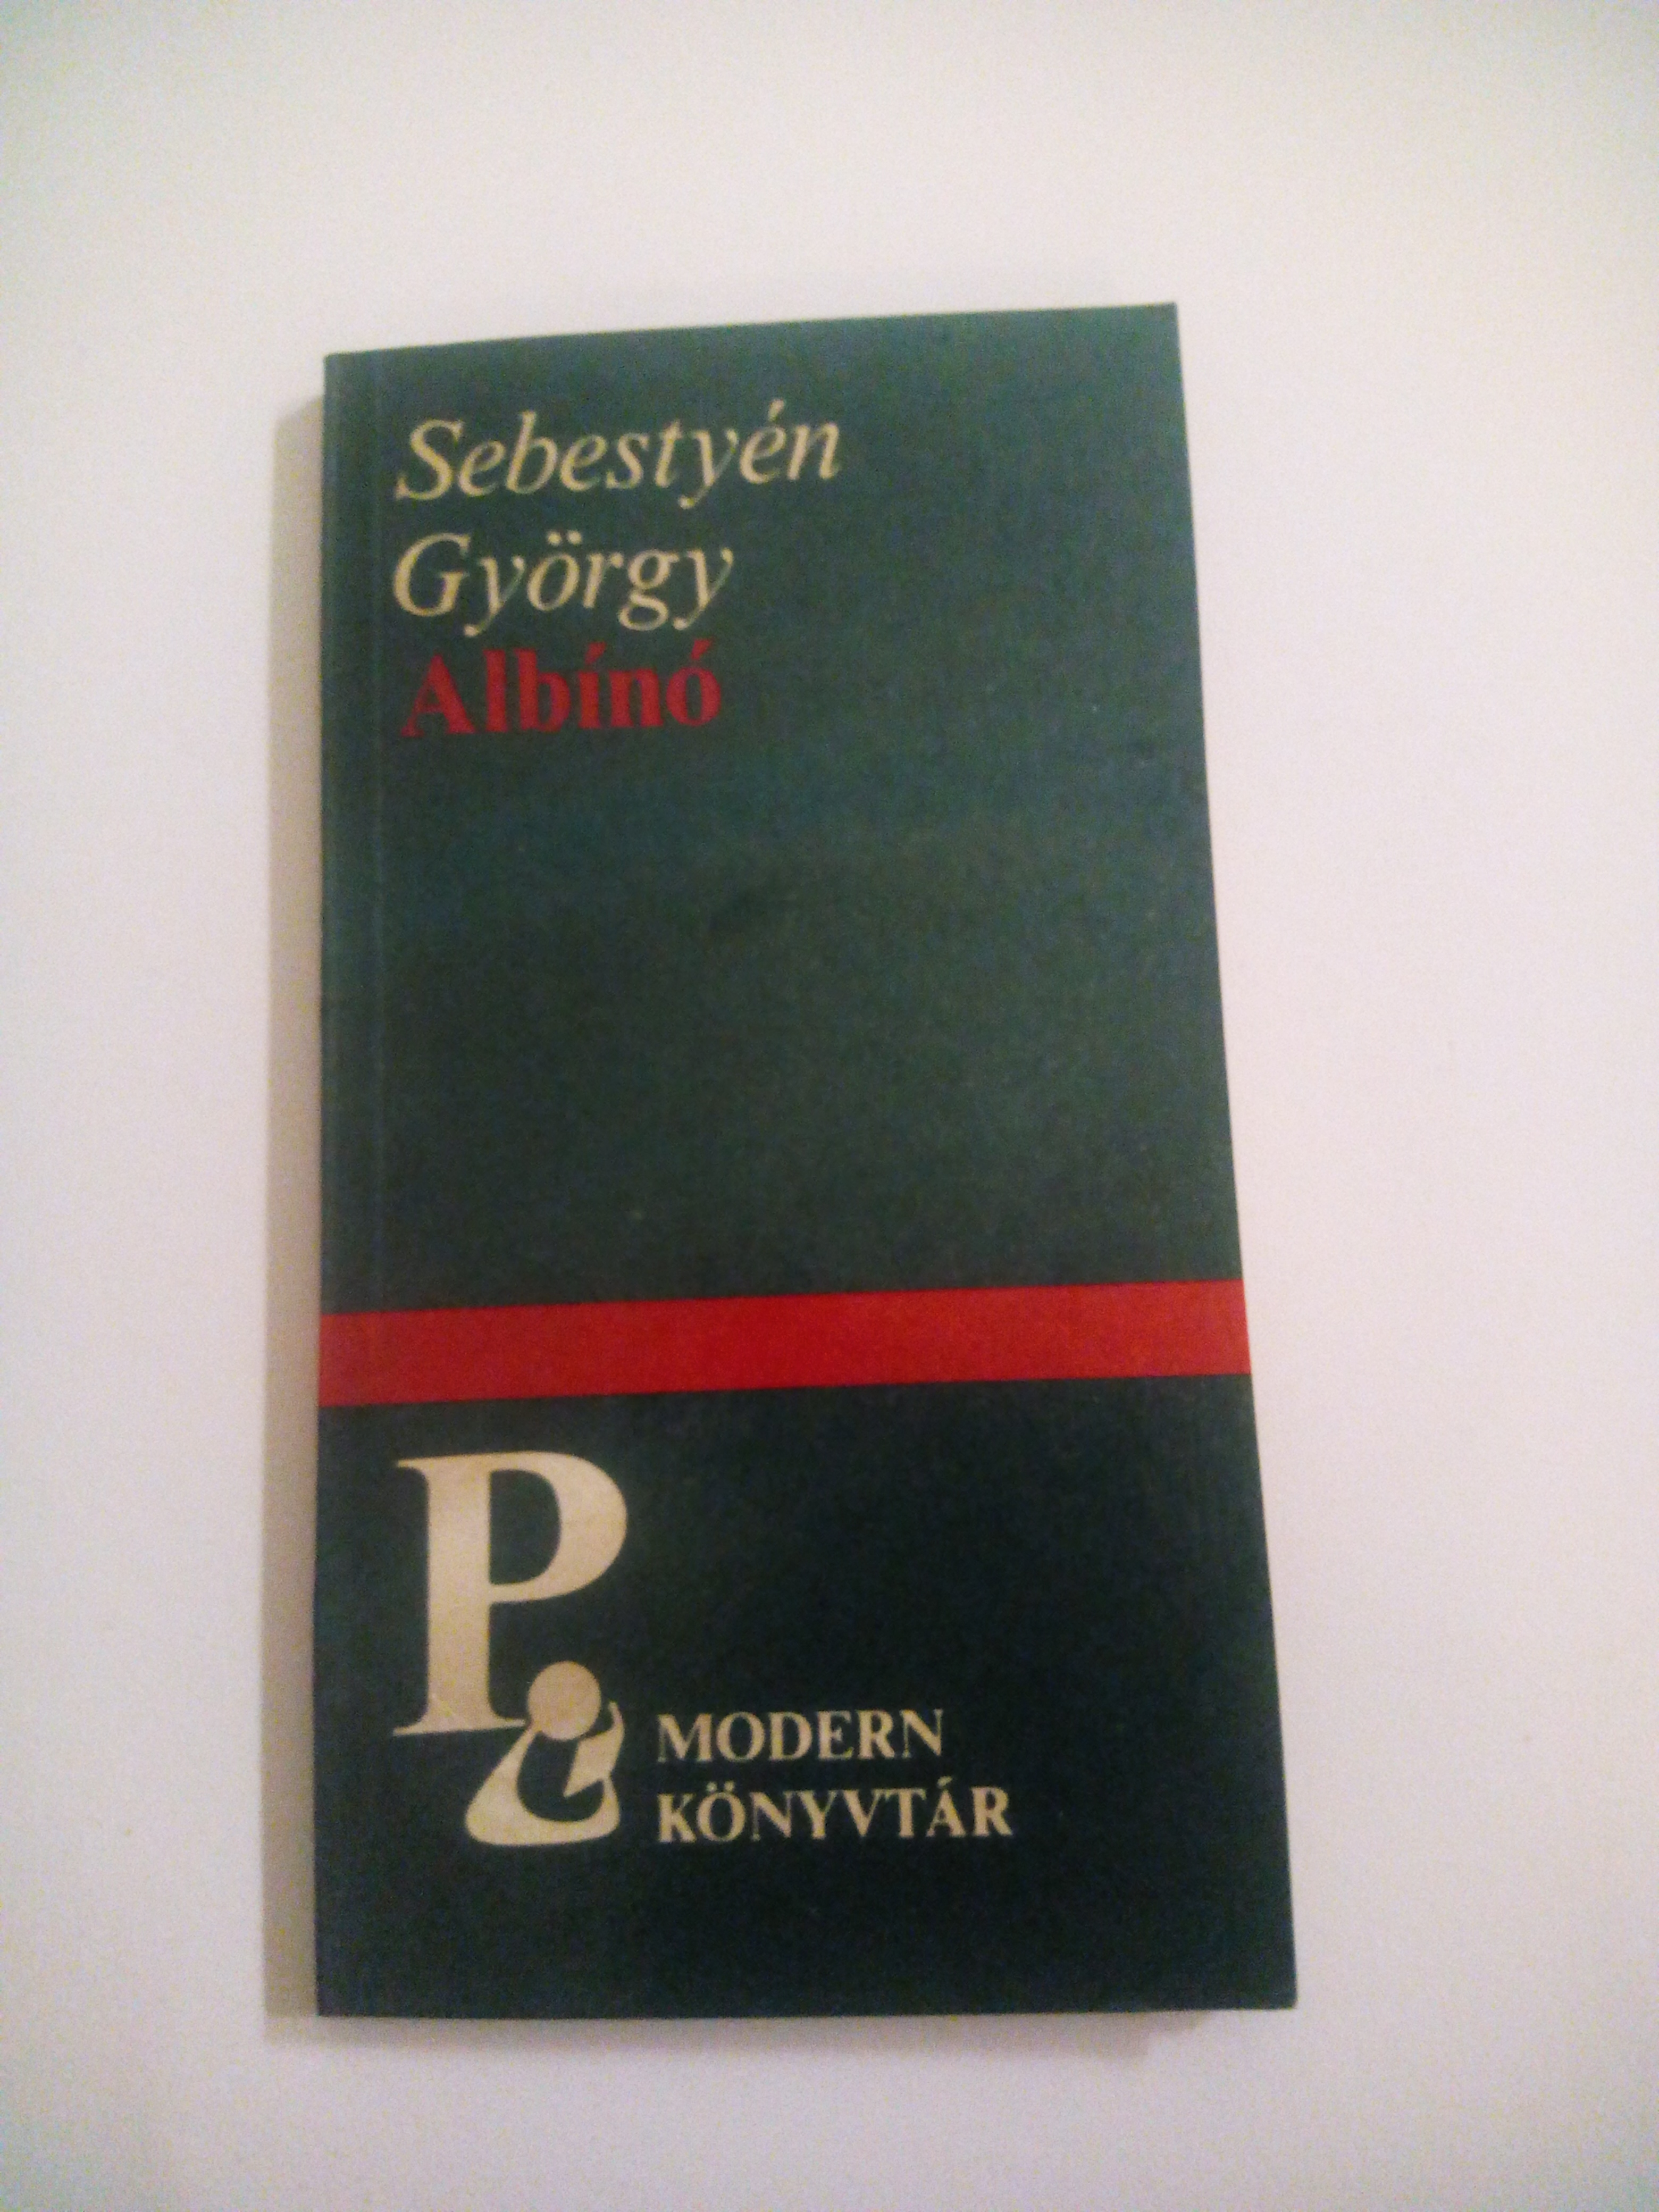 Sebestyén
György
Albínó
P
MODERN
KÖNYVTÁR